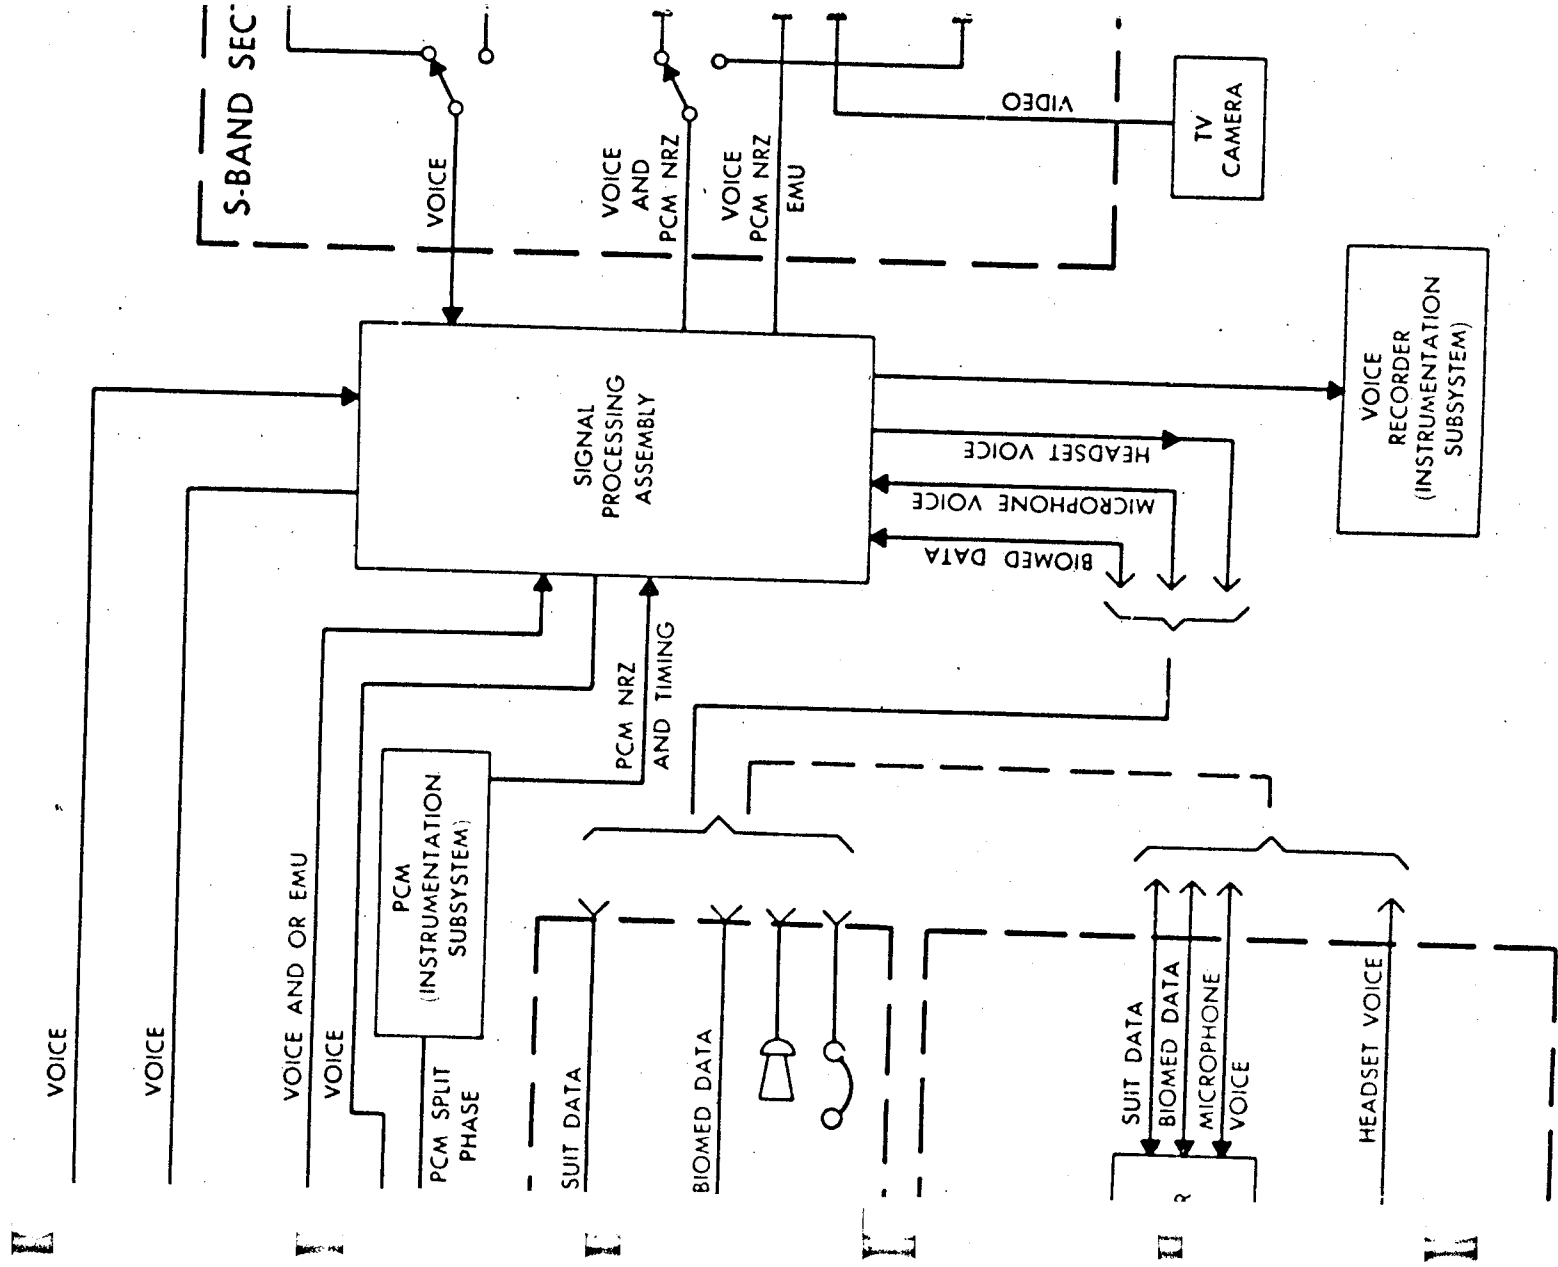 S-BAND SEC
VOICE
VOICE
AND
PCM NRZ
VOICE
PCM NRZ
EMU
VIDEO
TV
CAMERA
SIGNAL
PROCESSING
ASSEMBLY
HEADSET VOICE
MICROPHONE VOICE
BIOMED DATA
VOICE
RECORDER
(INSTRUMENTATION
SUBSYSTEM)
PCM NRZ
AND TIMING
PCM
(INSTRUMENTATION
SUBSYSTEM)
VOICE
VOICE
VOICE AND OR EMU
VOICE
PCM SPLIT
PHASE
SUIT DATA
BIOMED DATA
SUIT DATA
BIOMED DATA
MICROPHONE
VOICE
HEADSET VOICE
R